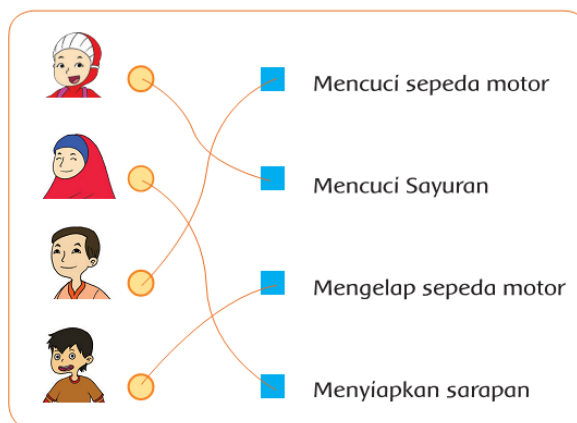 Mencuci sepeda motor
Mencuci Sayuran
Mengelap sepeda motor
Menyiapkan sarapan